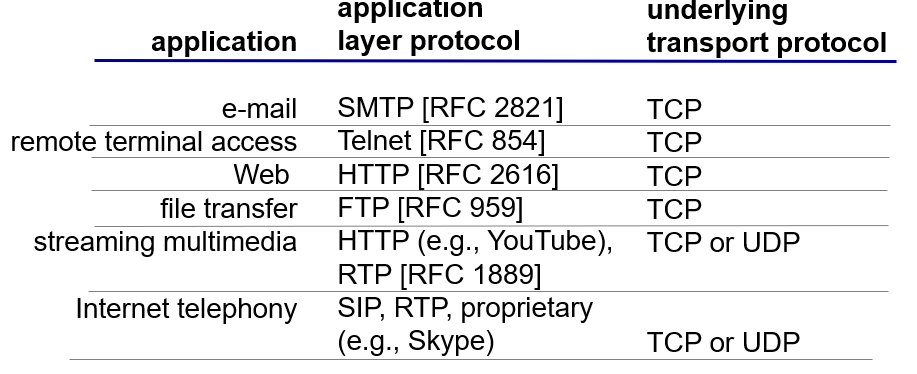 application application layer protocol underlying transport protocol
e-mail SMTP [RFC 2821] TCP
remote terminal access Telnet [RFC 854] TCP
Web HTTP [RFC 2616] TCP
file transfer FTP [RFC 959] TCP
streaming multimedia HTTP (e.g., YouTube), TCP or UDP
RTP [RFC 1889]
Internet telephony SIP, RTP, proprietary
(e.g., Skype) TCP or UDP